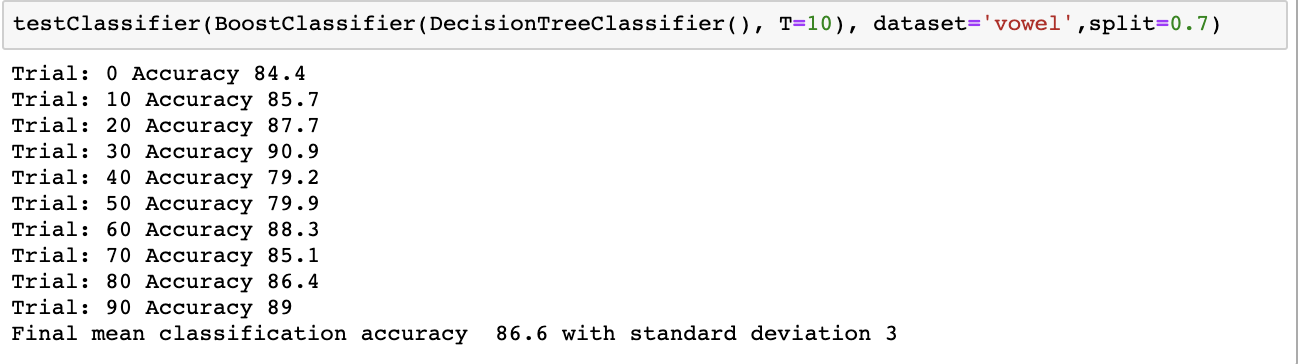 testClassifier(BoostClassifier(DecisionTreeClassifier(), T=10), dataset='vowel',split=0.7)
Trial: 0 Accuracy 84.4
Trial: 10 Accuracy 85.7
Trial: 20 Accuracy 87.7
Trial: 30 Accuracy 90.9
Trial: 40 Accuracy 79.2
Trial: 50 Accuracy 79.9
Trial: 60 Accuracy 88.3
Trial: 70 Accuracy 85.1
Trial: 80 Accuracy 86.4
Trial: 90 Accuracy 89
Final mean classification accuracy  86.6 with standard deviation 3